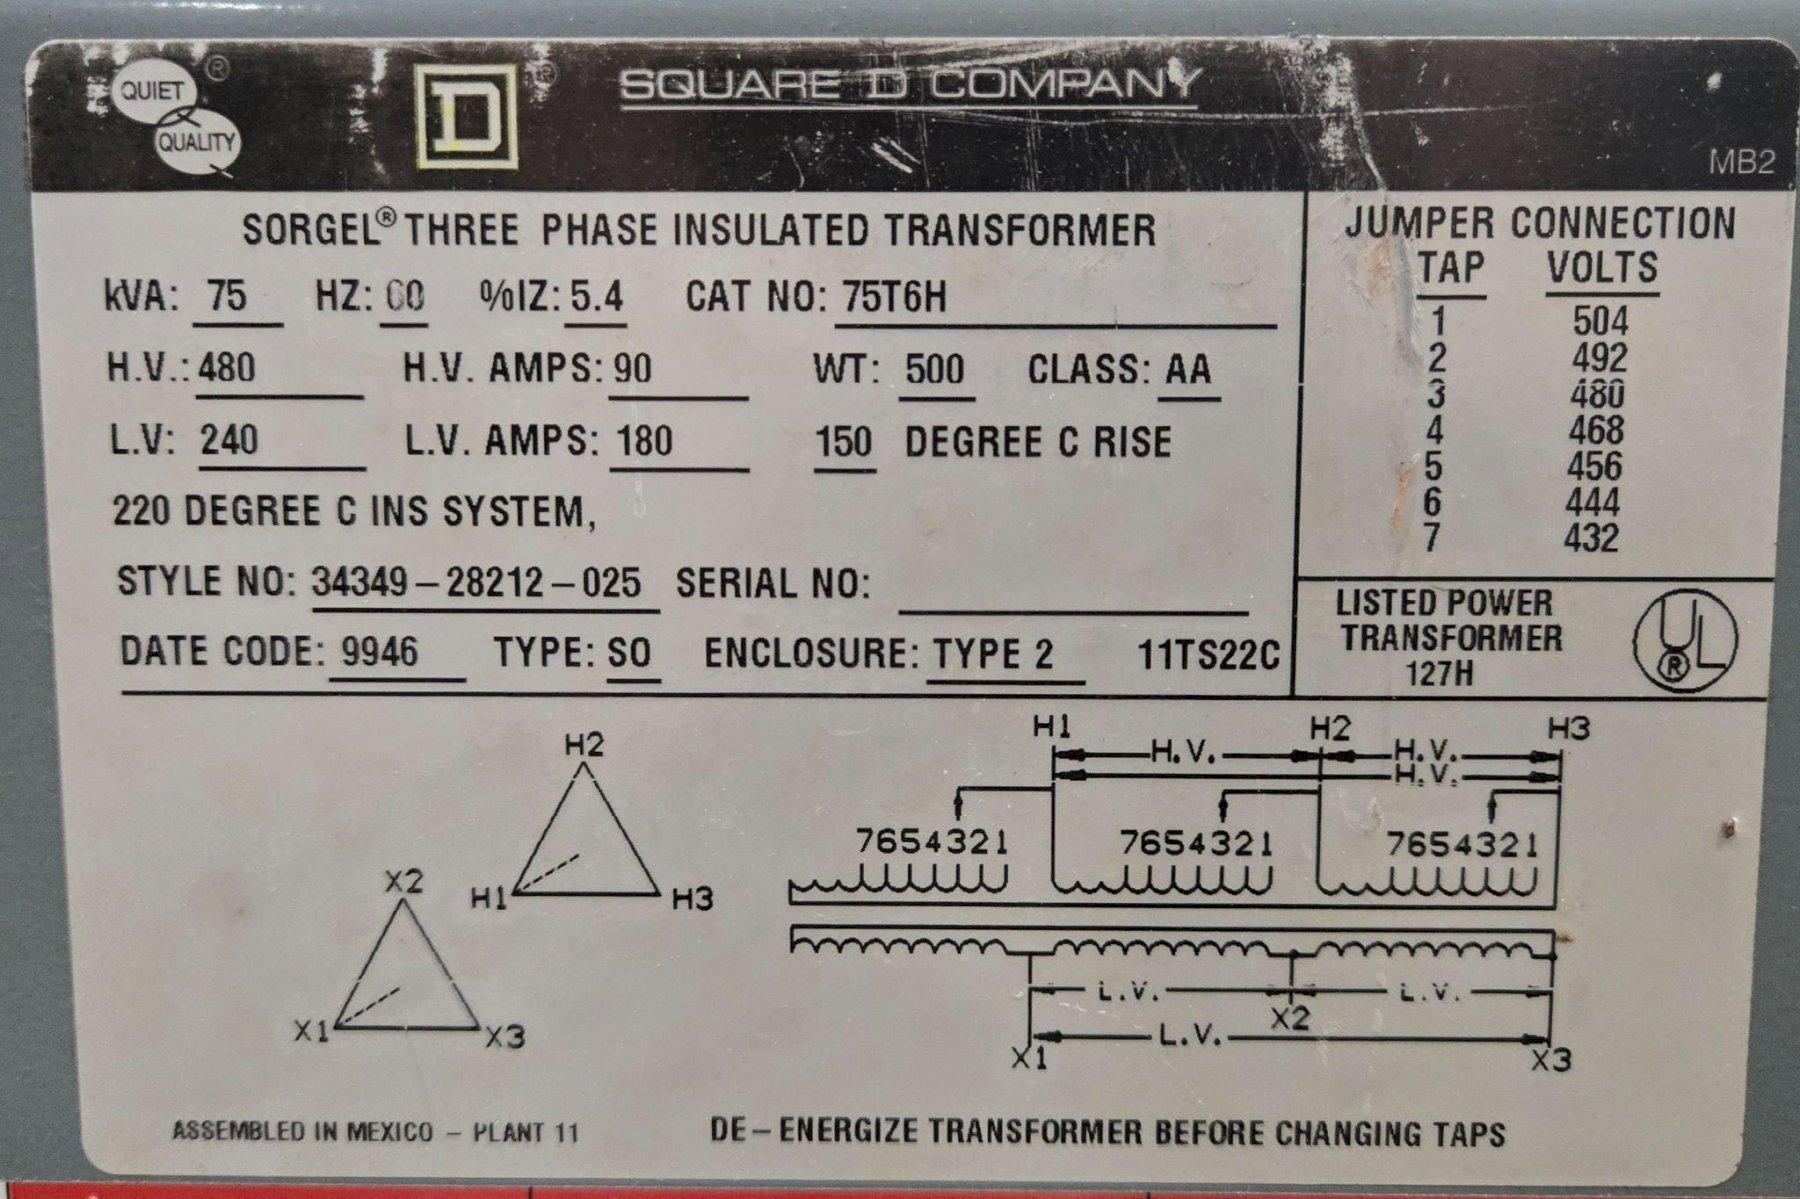 QUIET
QUALITY
®
D
®
SQUARE D COMPANY
MB2
SORGEL® THREE PHASE INSULATED TRANSFORMER
kVA: 75 HZ: 60 %IZ: 5.4 CAT NO: 75T6H
H.V.: 480 H.V. AMPS: 90 WT: 500 CLASS: AA
L.V: 240 L.V. AMPS: 180 150 DEGREE C RISE
220 DEGREE C INS SYSTEM,
STYLE NO: 34349-28212-025 SERIAL NO:
DATE CODE: 9946 TYPE: SO ENCLOSURE: TYPE 2 11TS22C
JUMPER CONNECTION
TAP VOLTS
1 504
2 492
3 480
4 468
5 456
6 444
7 432
LISTED POWER
TRANSFORMER
127H
UL ®
H2
H1 H3
X2
X1 X3
H1 H2 H3
H.V. H.V.
H.V.
7654321 7654321 7654321
L.V. L.V.
X2
L.V.
X1 X3
ASSEMBLED IN MEXICO - PLANT 11
DE-ENERGIZE TRANSFORMER BEFORE CHANGING TAPS